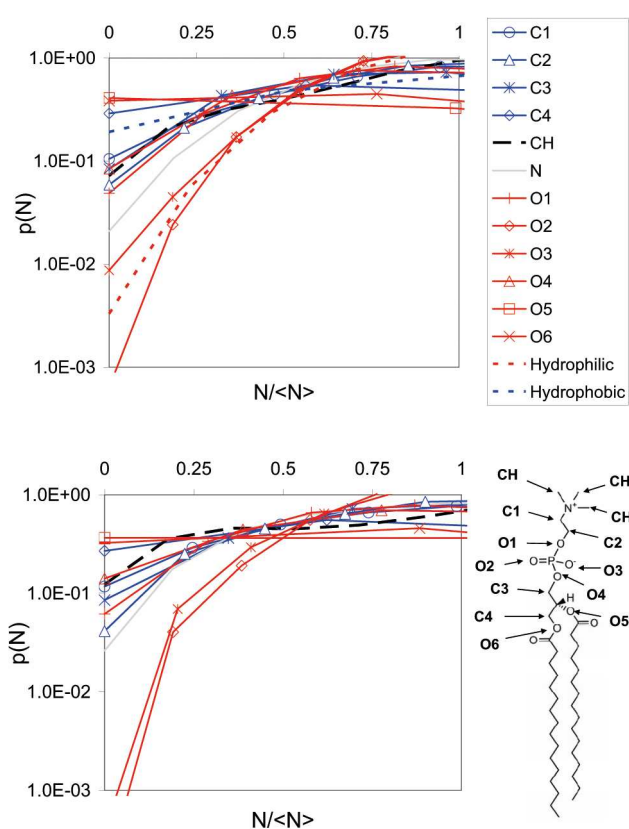 0 0.25 0.5 0.75 1
1.0E+00
1.0E-01
1.0E-02
1.0E-03
p(N)
N/<N>
C1
C2
C3
C4
CH
N
O1
O2
O3
O4
O5
O6
Hydrophilic
Hydrophobic
0 0.25 0.5 0.75 1
1.0E+00
1.0E-01
1.0E-02
1.0E-03
p(N)
N/<N>
CH CH
C1 N+ CH
O1 O C2
O2 O=P-O- O3
O O4
C3 H
C4 O O5
O6 O O
O